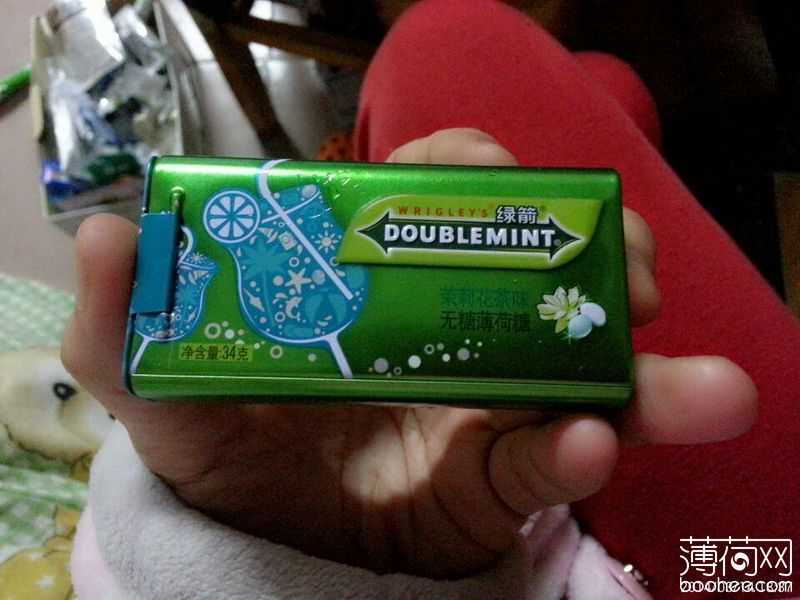 WRIGLEY'S 绿箭®
DOUBLEMINT®
茉莉花茶味
无糖薄荷糖
净含量:34克
薄荷网
boohee.com